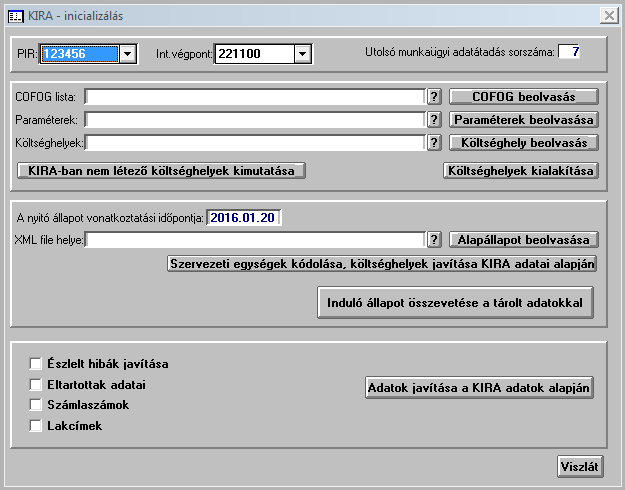 KIRA - inicializálás
PIR: 123456 Int.végpont: 221100 Utolsó munkaügyi adatátadás sorszáma: 7
COFOG lista: ? COFOG beolvasás
Paraméterek: ? Paraméterek beolvasása
Költséghelyek: ? Költséghely beolvasás
KIRA-ban nem létező költséghelyek kimutatása Költséghelyek kialakítása
A nyitó állapot vonatkoztatási időpontja: 2016.01.20
XML file helye: ? Alapállapot beolvasása
Szervezeti egységek kódolása, költséghelyek javítása KIRA adatai alapján
Induló állapot összevetése a tárolt adatokkal
Észlelt hibák javítása
Eltartottak adatai
Adatok javítása a KIRA adatok alapján
Számlaszámok
Lakcímek
Viszlát